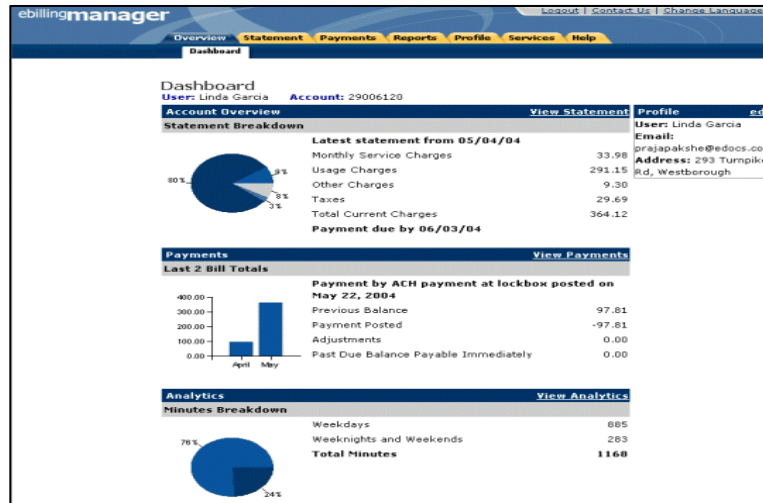 ebillingmanager
Logout | Contact Us | Change Language
Overview Statement Payments Reports Profile Services Help
Dashboard
Dashboard
User: Linda Garcia Account: 29006120
Account Overview View Statement
Statement Breakdown
Latest statement from 05/04/04
Monthly Service Charges 33.98
Usage Charges 291.15
Other Charges 9.30
Taxes 29.69
Total Current Charges 364.12
Payment due by 06/03/04
80%
9%
8%
3%
Profile ed
User: Linda Garcia
Email:
prajapakshe@edocs.co
Address: 293 Turnpike
Rd, Westborough
Payments View Payments
Last 2 Bill Totals
Payment by ACH payment at lockbox posted on
May 22, 2004
Previous Balance 97.81
Payment Posted -97.81
Adjustments 0.00
Past Due Balance Payable Immediately 0.00
400.00
300.00
200.00
100.00
0.00
April May
Analytics View Analytics
Minutes Breakdown
Weekdays 885
Weeknights and Weekends 283
Total Minutes 1168
76%
24%